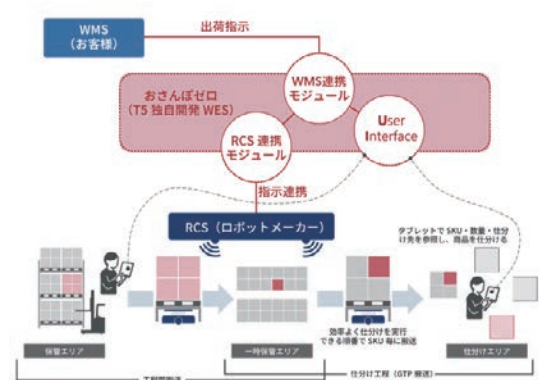 WMS
（お客様）
出荷指示
WMS連携
モジュール
おさんぽゼロ
（T5 独自開発 WES）
User
Interface
RCS 連携
モジュール
指示連携
RCS（ロボットメーカー）
タブレットで SKU・数量・仕分
け先を参照し、商品を仕分ける
効率よく仕分けを実行
できる順番で SKU 毎に搬送
保管エリア
一時保管エリア
仕分けエリア
工程間搬送
仕分け工程（GTP 搬送）